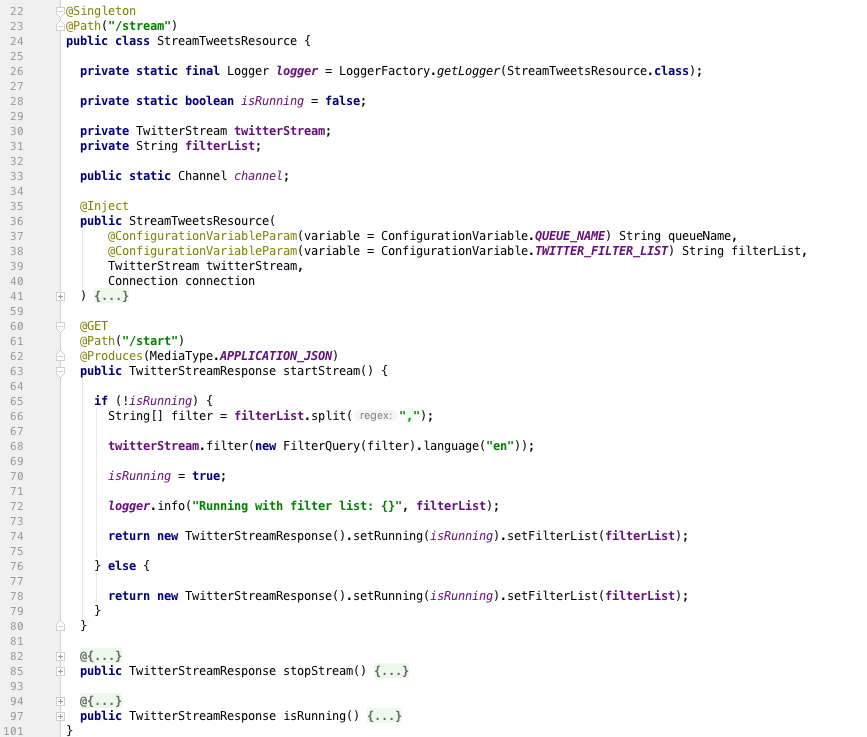 22 @Singleton
23 @Path("/stream")
24 public class StreamTweetsResource {
25
26 private static final Logger logger = LoggerFactory.getLogger(StreamTweetsResource.class);
27
28 private static boolean isRunning = false;
29
30 private TwitterStream twitterStream;
31 private String filterList;
32
33 public static Channel channel;
34
35 @Inject
36 public StreamTweetsResource(
37 @ConfigurationVariableParam(variable = ConfigurationVariable.QUEUE_NAME) String queueName,
38 @ConfigurationVariableParam(variable = ConfigurationVariable.TWITTER_FILTER_LIST) String filterList,
39 TwitterStream twitterStream,
40 Connection connection
41 ) {...}
59
60 @GET
61 @Path("/start")
62 @Produces(MediaType.APPLICATION_JSON)
63 public TwitterStreamResponse startStream() {
64
65 if (!isRunning) {
66 String[] filter = filterList.split( regex: ",");
67
68 twitterStream.filter(new FilterQuery(filter).language("en"));
69
70 isRunning = true;
71
72 logger.info("Running with filter list: {}", filterList);
73
74 return new TwitterStreamResponse().setRunning(isRunning).setFilterList(filterList);
75
76 } else {
77
78 return new TwitterStreamResponse().setRunning(isRunning).setFilterList(filterList);
79 }
80 }
81
82 @{...}
85 public TwitterStreamResponse stopStream() {...}
93
94 @{...}
97 public TwitterStreamResponse isRunning() {...}
101 }